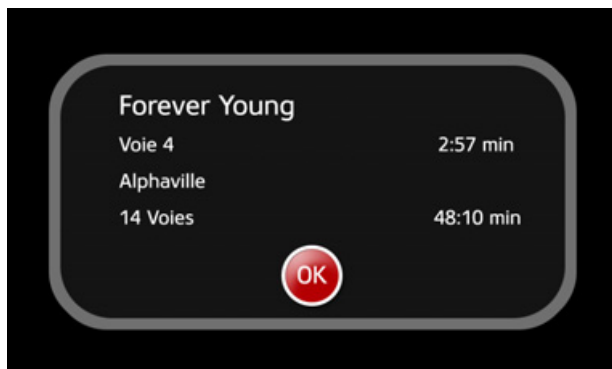 Forever Young
Voie 4 2:57 min
Alphaville
14 Voies 48:10 min
OK